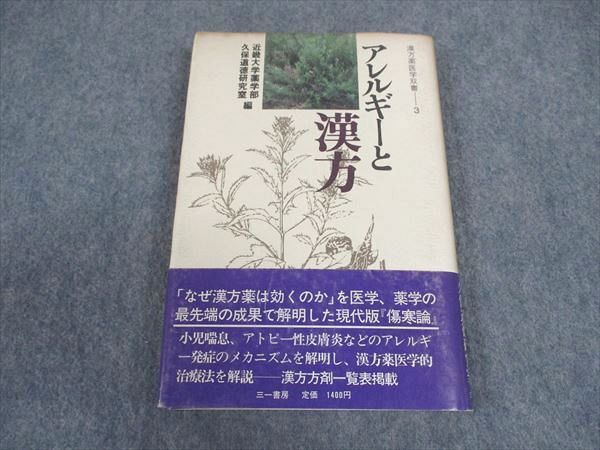 漢方薬医学双書――3
アレルギーと
漢方
近畿大学薬学部
久保道徳研究室 編
「なぜ漢方薬は効くのか」を医学、薬学の
最先端の成果で解明した現代版『傷寒論』
小児喘息、アトピー性皮膚炎などのアレルギ
ー発症のメカニズムを解明し、漢方薬医学的
治療法を解説――漢方方剤一覧表掲載
三一書房 定価 1400円